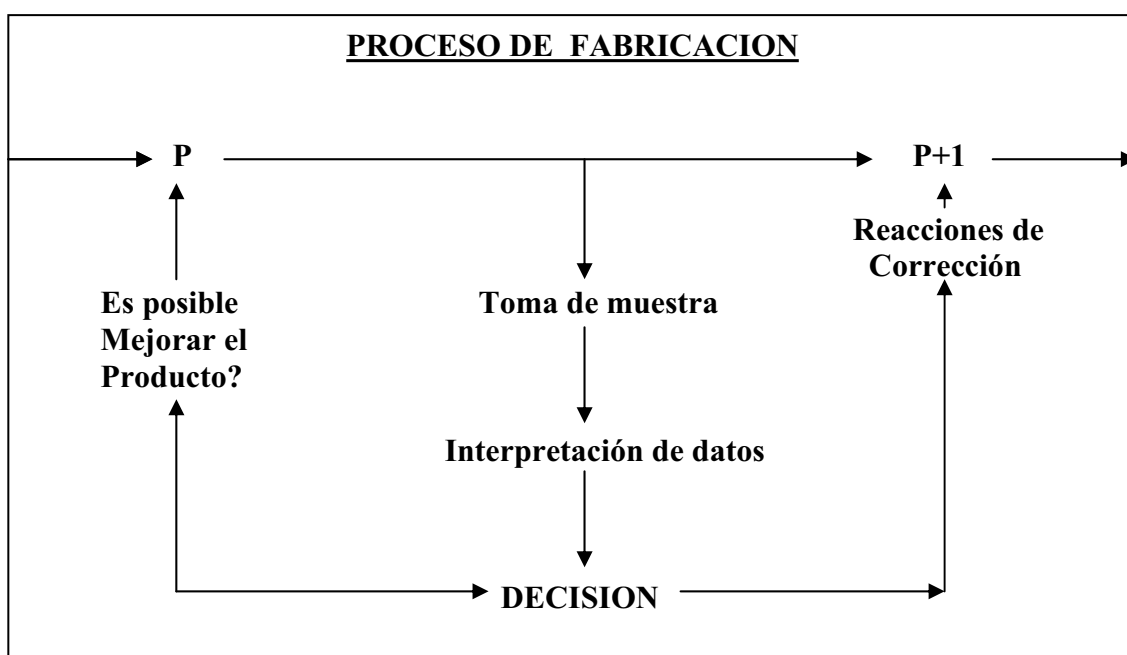 PROCESO DE FABRICACION
P
P+1
Reacciones de
Corrección
Es posible
Mejorar el
Producto?
Toma de muestra
Interpretación de datos
DECISION